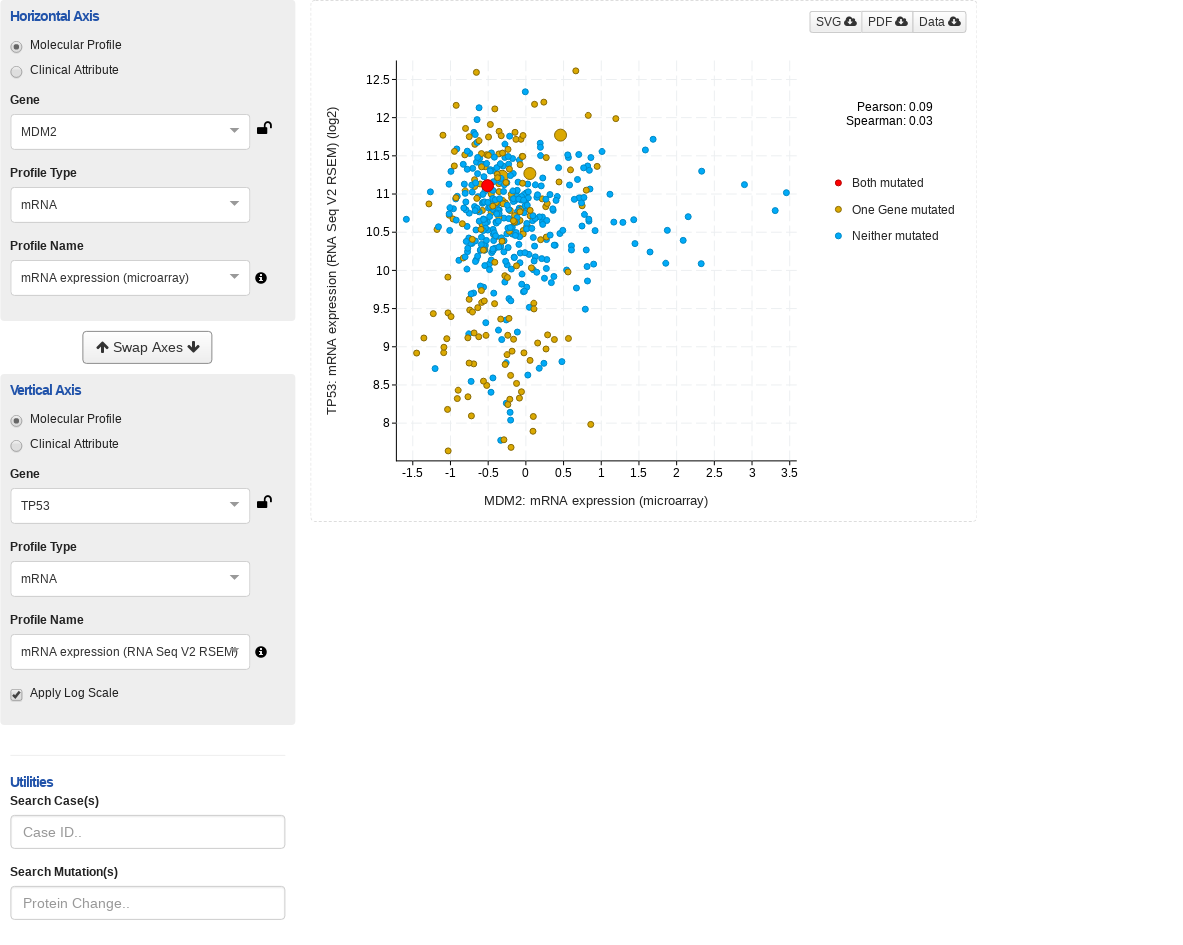 Horizontal Axis
Molecular Profile
Clinical Attribute
Gene
MDM2
Profile Type
mRNA
Profile Name
mRNA expression (microarray)
Swap Axes
Vertical Axis
Molecular Profile
Clinical Attribute
Gene
TP53
Profile Type
mRNA
Profile Name
mRNA expression (RNA Seq V2 RSEM)
Apply Log Scale
Utilities
Search Case(s)
Case ID..
Search Mutation(s)
Protein Change..
SVG PDF Data
TP53: mRNA expression (RNA Seq V2 RSEM) (log2)
12.5
12
11.5
11
10.5
10
9.5
9
8.5
8
-1.5 -1 -0.5 0 0.5 1 1.5 2 2.5 3 3.5
MDM2: mRNA expression (microarray)
Pearson: 0.09
Spearman: 0.03
Both mutated
One Gene mutated
Neither mutated